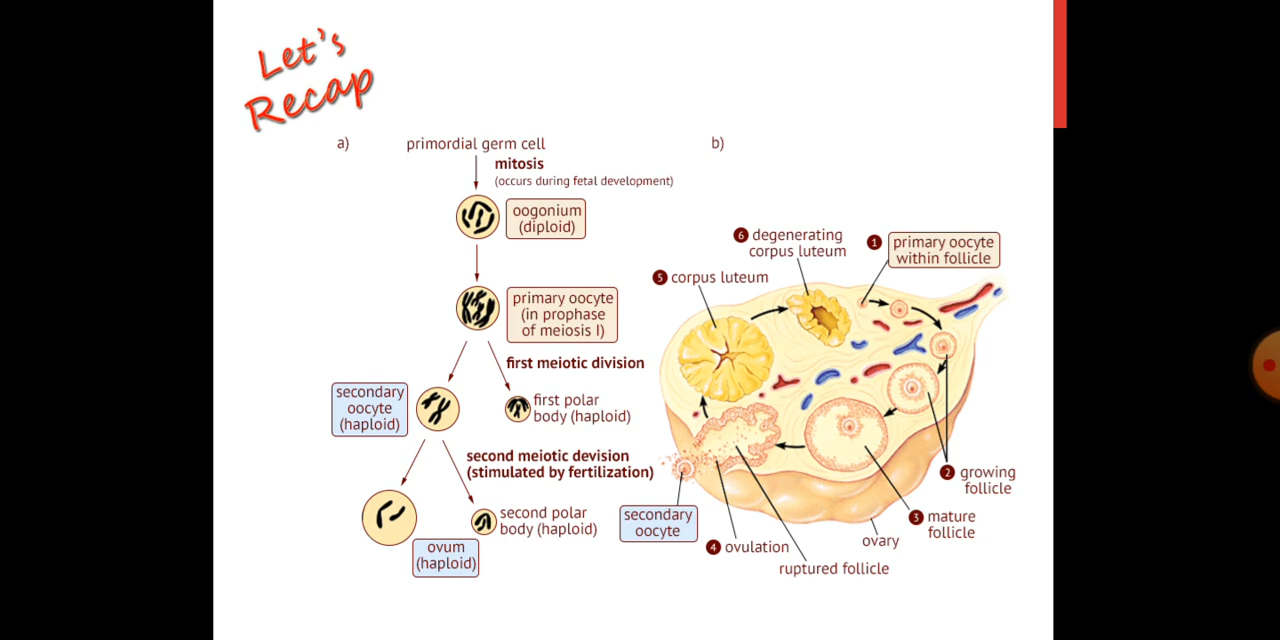 Let's
Recap
a)
primordial germ cell
mitosis
(occurs during fetal development)
oogonium
(diploid)
primary oocyte
(in prophase
of meiosis I)
first meiotic division
secondary
oocyte
(haploid)
first polar
body (haploid)
second meiotic devision
(stimulated by fertilization)
second polar
body (haploid)
ovum
(haploid)
b)
6 degenerating
corpus luteum
1 primary oocyte
within follicle
5 corpus luteum
2 growing
follicle
secondary
oocyte
3 mature
follicle
4 ovulation
ovary
ruptured follicle